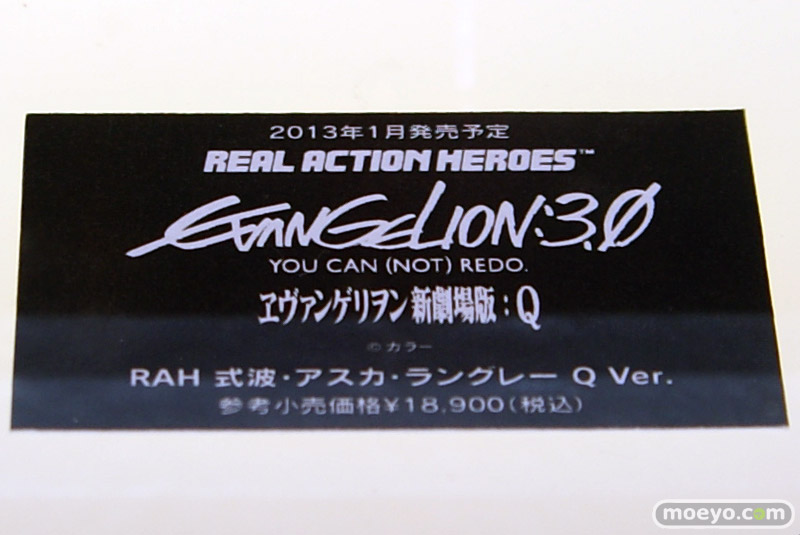 2013年1月発売予定
REAL ACTION HEROES™
EVANGELION:3.0
YOU CAN (NOT) REDO.
ヱヴァンゲリヲン新劇場版:Q
©カラー
RAH 式波・アスカ・ラングレー Q Ver.
参考小売価格¥18,900(税込)
moeyo.com